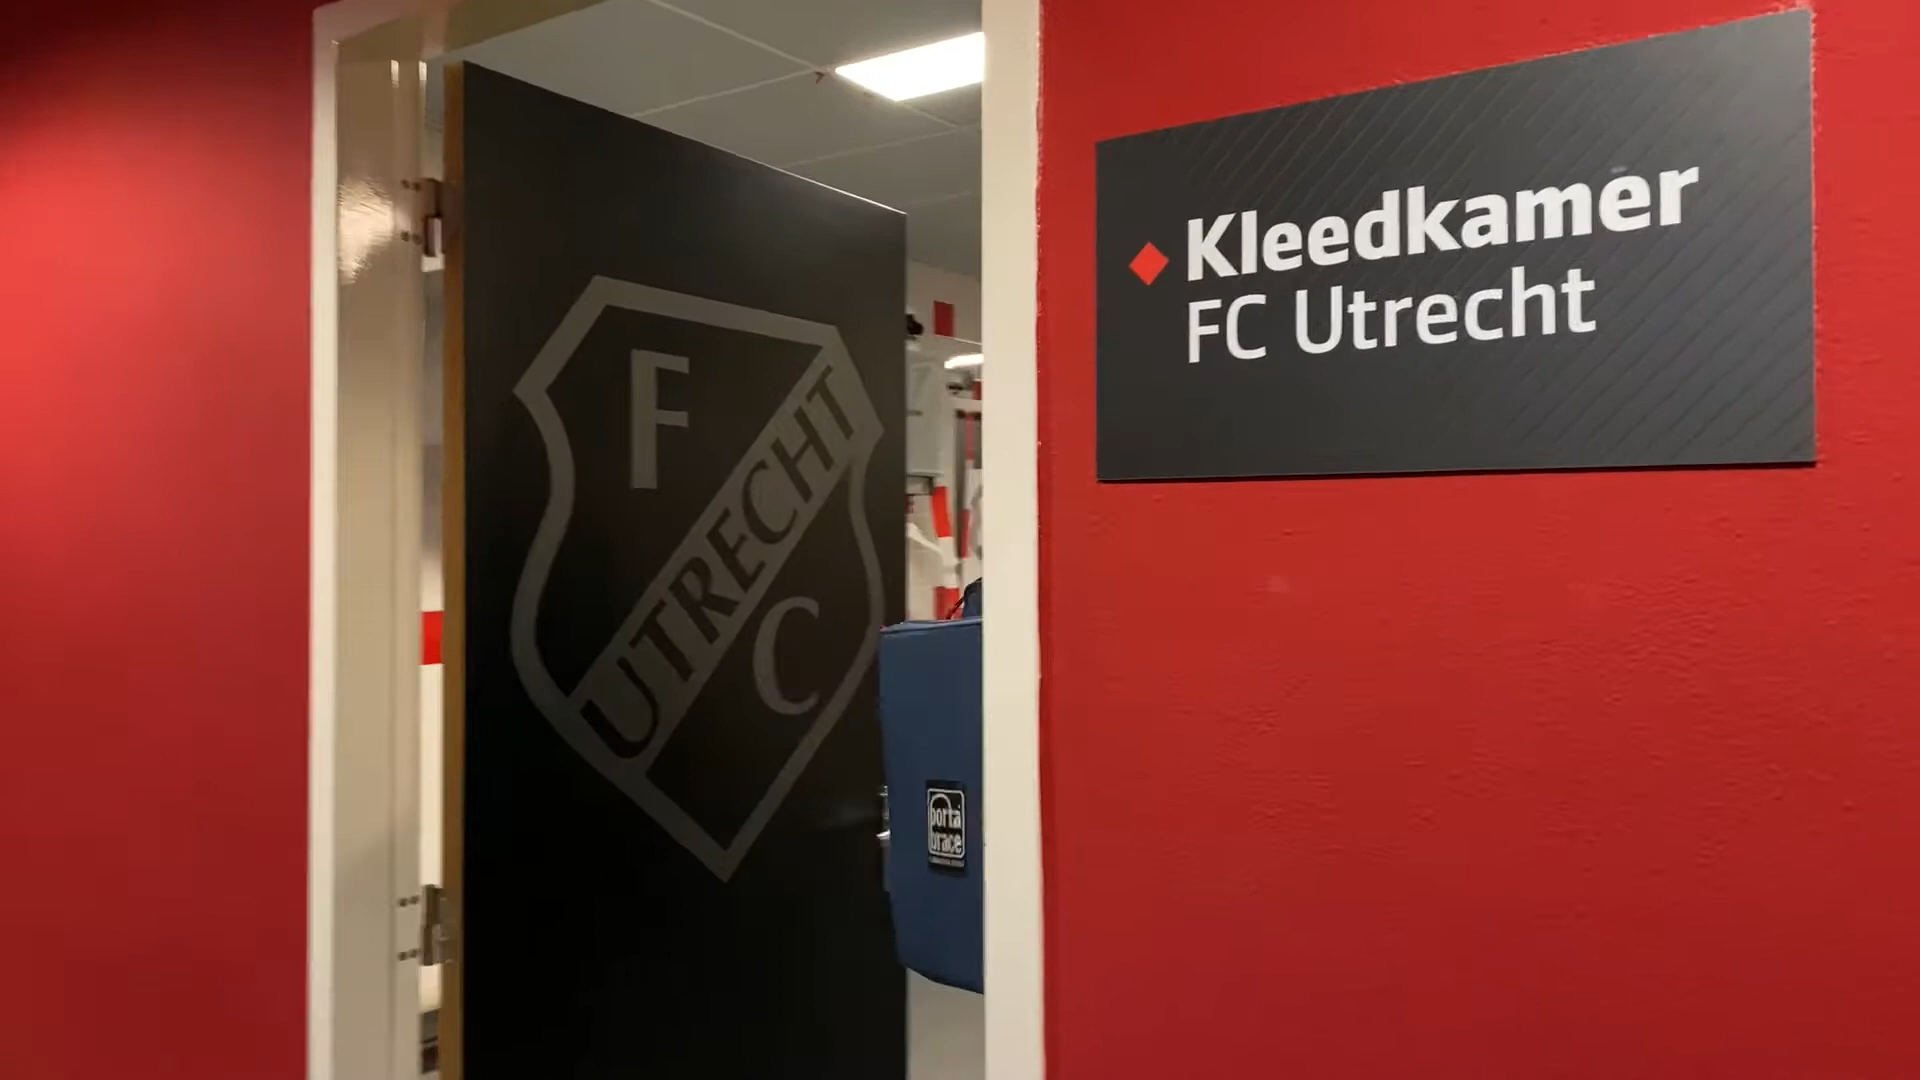 F
UTRECHT
C
Kleedkamer
FC Utrecht
porta
brace